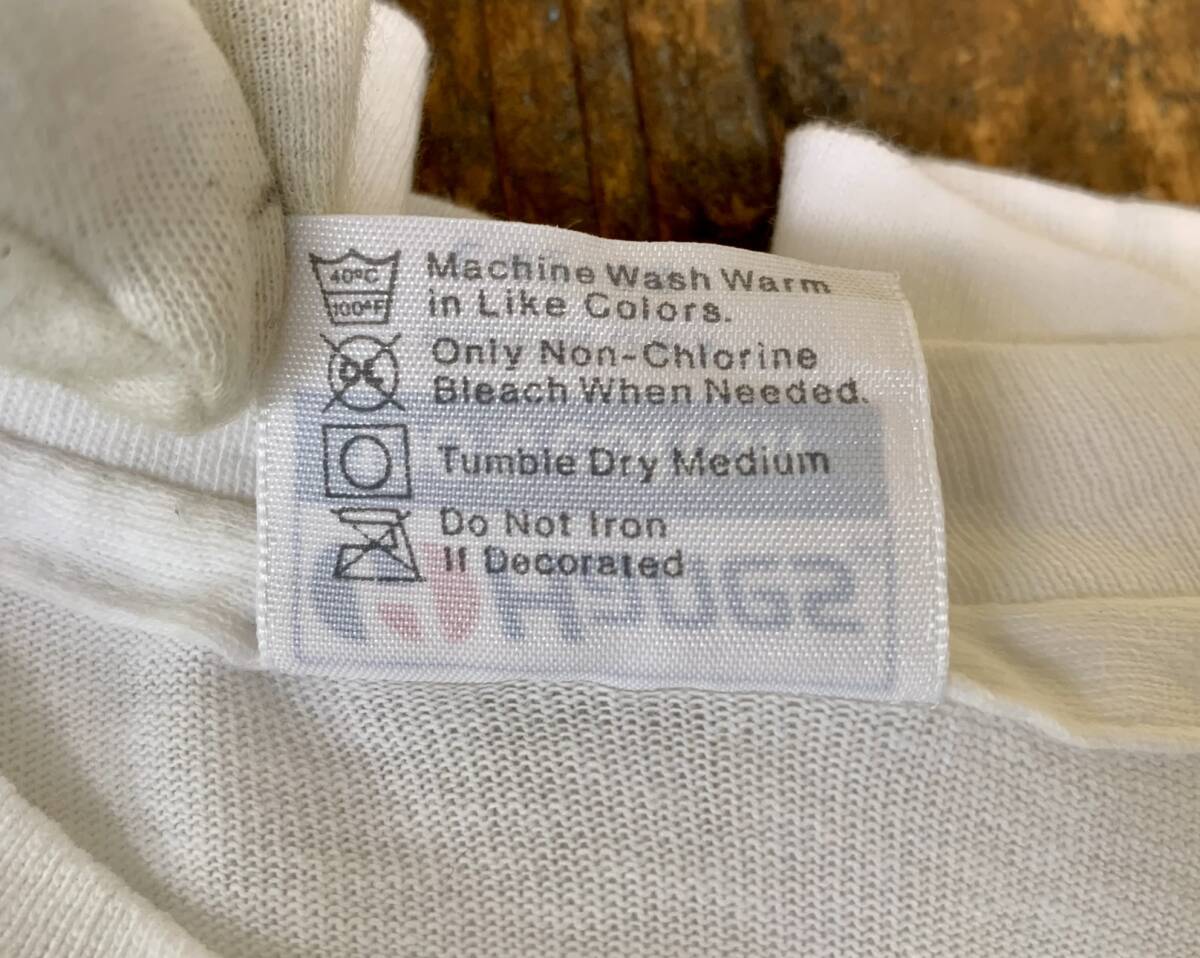 40°C
100°F
Machine Wash Warm
in Like Colors.
Only Non-Chlorine
Bleach When Needed.
Tumble Dry Medium
Do Not Iron
If Decorated